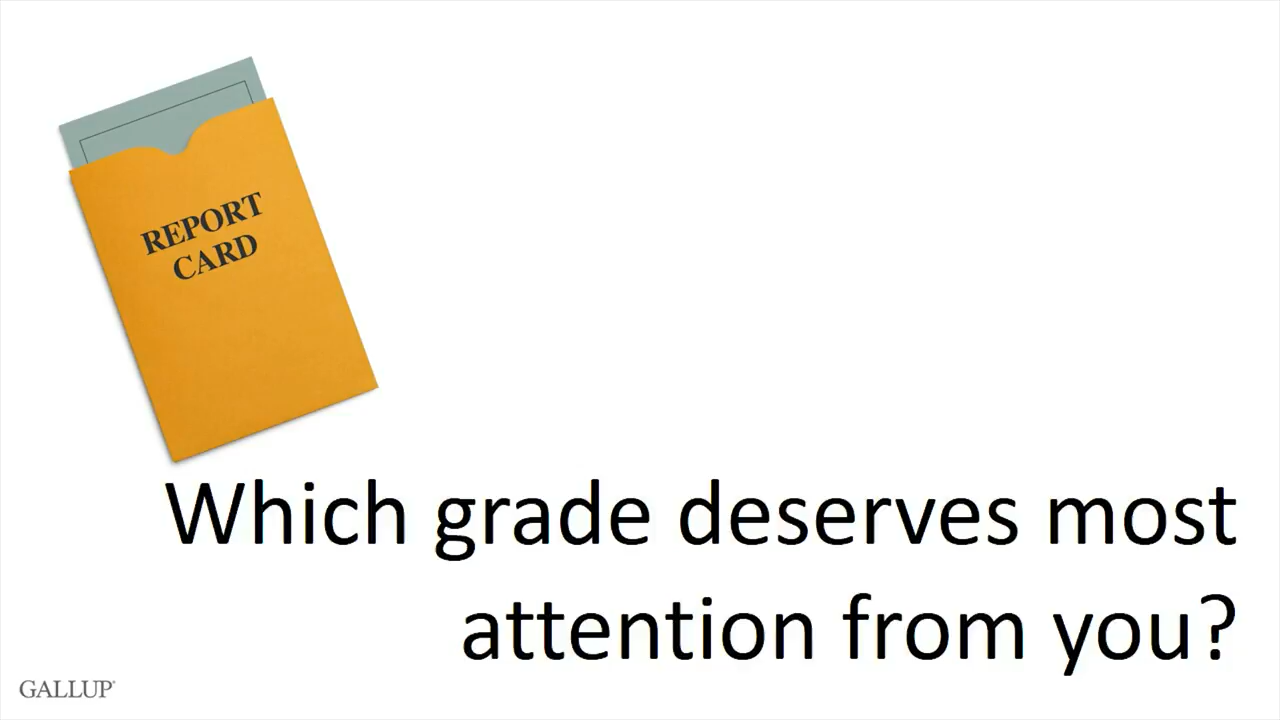 REPORT
CARD
Which grade deserves most
attention from you?
GALLUP®